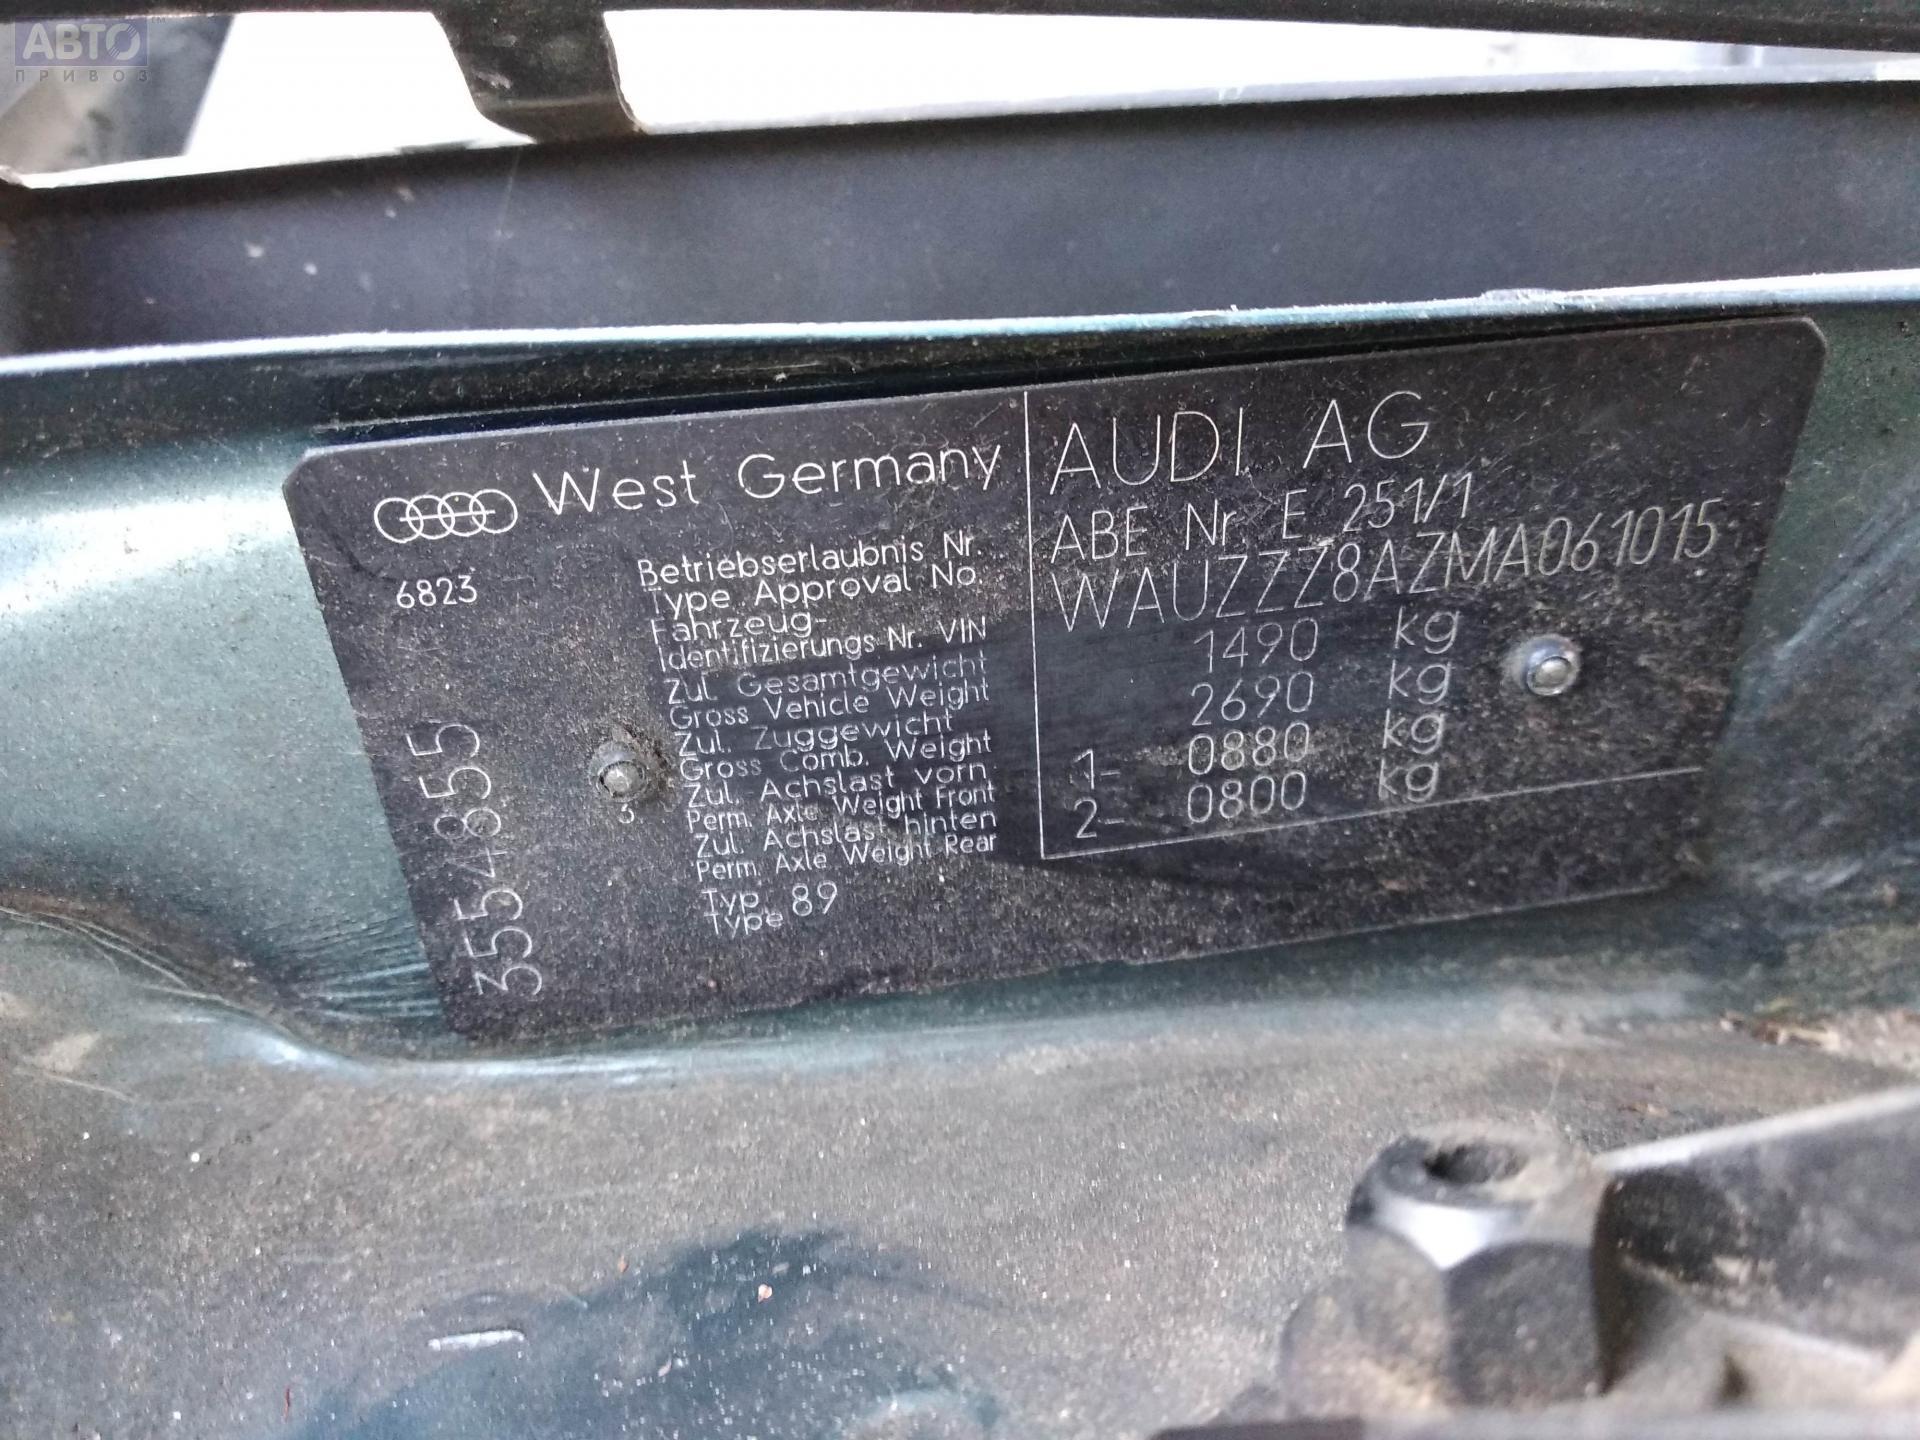 АВТО
ПРИВОЗ
West Germany
6823
3554855
3
Betriebserlaubnis Nr.
Type Approval No.
Fahrzeug-
Identifizierungs-Nr. VIN
Zul. Gesamtgewicht
Gross Vehicle Weight
Zul. Zuggewicht
Gross Comb. Weight
Zul. Achslast vorn
Perm. Axle Weight Front
Zul. Achslast hinten
Perm. Axle Weight Rear
Typ 89
Type
AUDI AG
ABE Nr E 251/1
WAUZZZ8AZMA061015
1490 kg
2690 kg
1- 0880 kg
2- 0800 kg